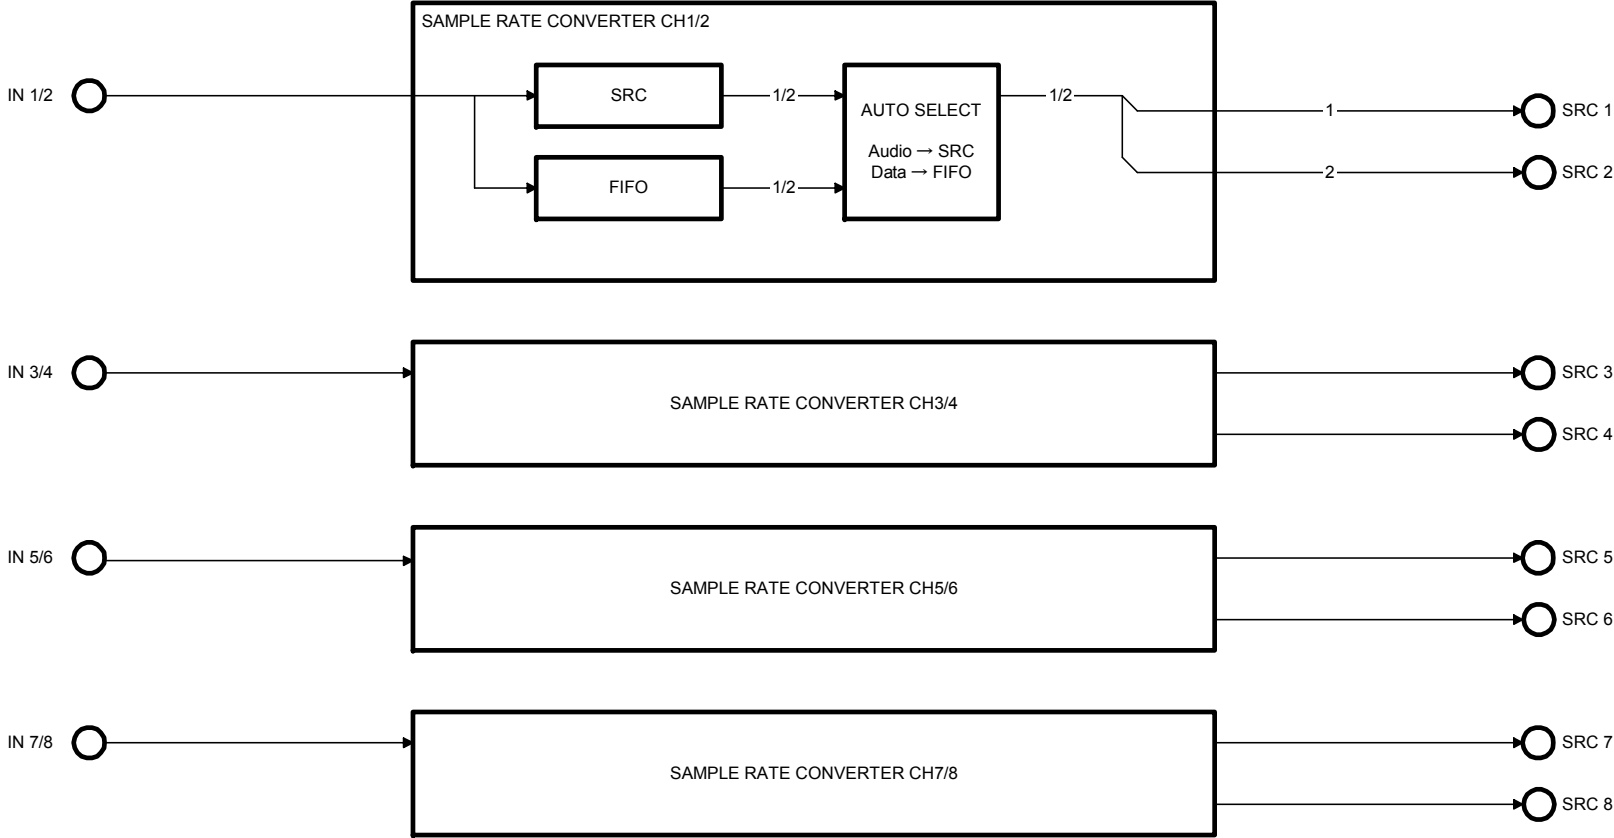 SAMPLE RATE CONVERTER CH1/2
IN 1/2
SRC
1/2
AUTO SELECT
Audio → SRC
Data → FIFO
1/2
1
SRC 1
FIFO
1/2
2
SRC 2
IN 3/4
SAMPLE RATE CONVERTER CH3/4
SRC 3
SRC 4
IN 5/6
SAMPLE RATE CONVERTER CH5/6
SRC 5
SRC 6
IN 7/8
SAMPLE RATE CONVERTER CH7/8
SRC 7
SRC 8